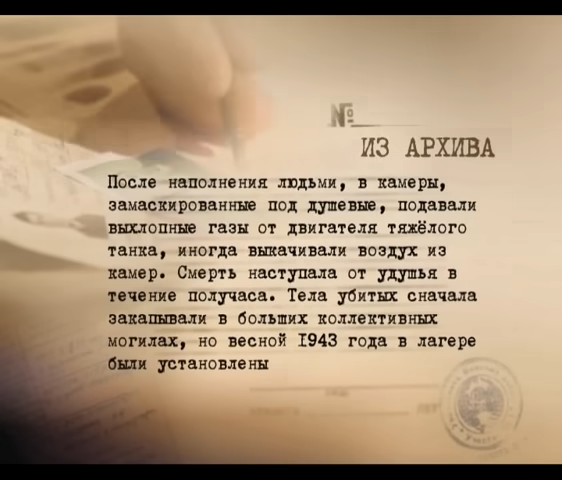 №
ИЗ АРХИВА
После наполнения людьми, в камеры,
замаскированные под душевые, подавали
выхлопные газы от двигателя тяжёлого
танка, иногда выкачивали воздух из
камер. Смерть наступала от удушья в
течение получаса. Тела убитых сначала
закапывали в больших коллективных
могилах, но весной 1943 года в лагере
были установлены